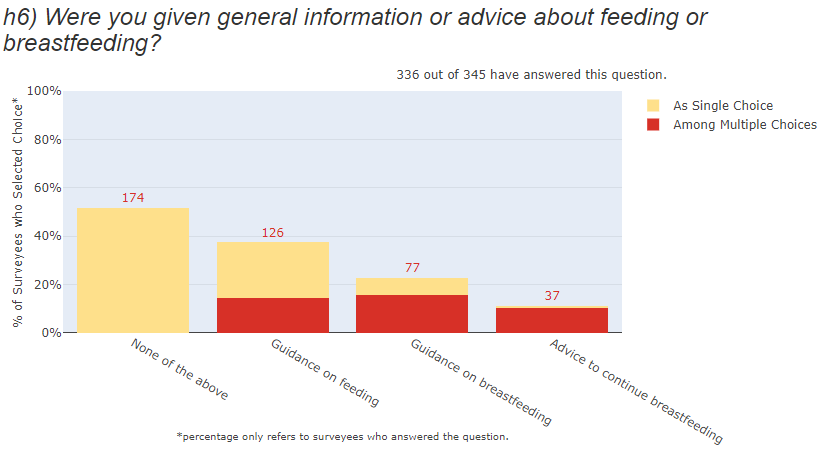 h6) Were you given general information or advice about feeding or
breastfeeding?
336 out of 345 have answered this question.
% of Surveyees who Selected Choice*
100%
80%
60%
40%
20%
0%
174
126
77
37
As Single Choice
Among Multiple Choices
None of the above
Guidance on feeding
Guidance on breastfeeding
Advice to continue breastfeeding
*percentage only refers to surveyees who answered the question.